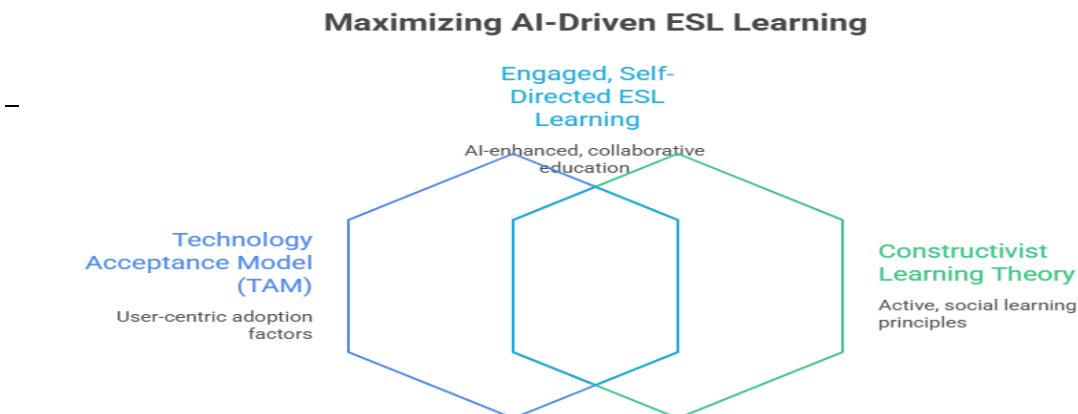 Maximizing AI-Driven ESL Learning
Engaged, Self-
Directed ESL
Learning
AI-enhanced, collaborative
education
Technology
Acceptance Model
(TAM)
User-centric adoption
factors
Constructivist
Learning Theory
Active, social learning
principles